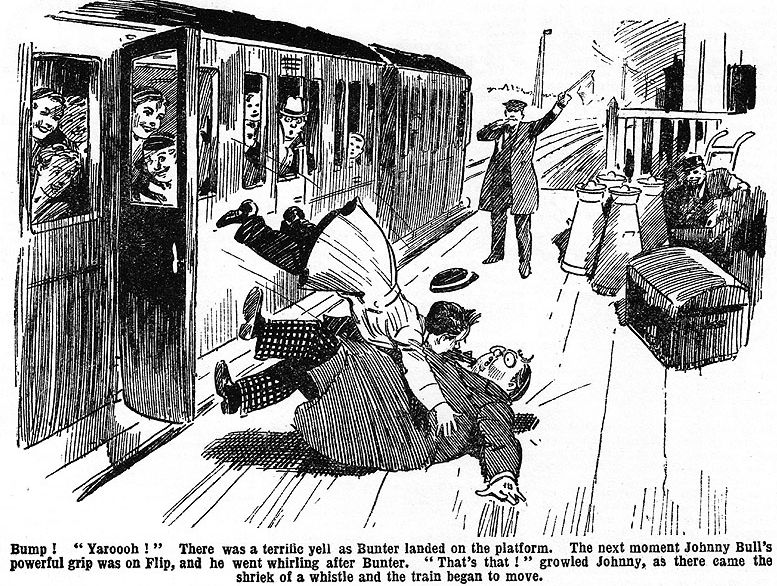 Bump ! " Yaroooh ! " There was a terrific yell as Bunter landed on the platform. The next moment Johnny Bull's
powerful grip was on Flip, and he went whirling after Bunter. " That's that ! " growled Johnny, as there came the
shriek of a whistle and the train began to move.